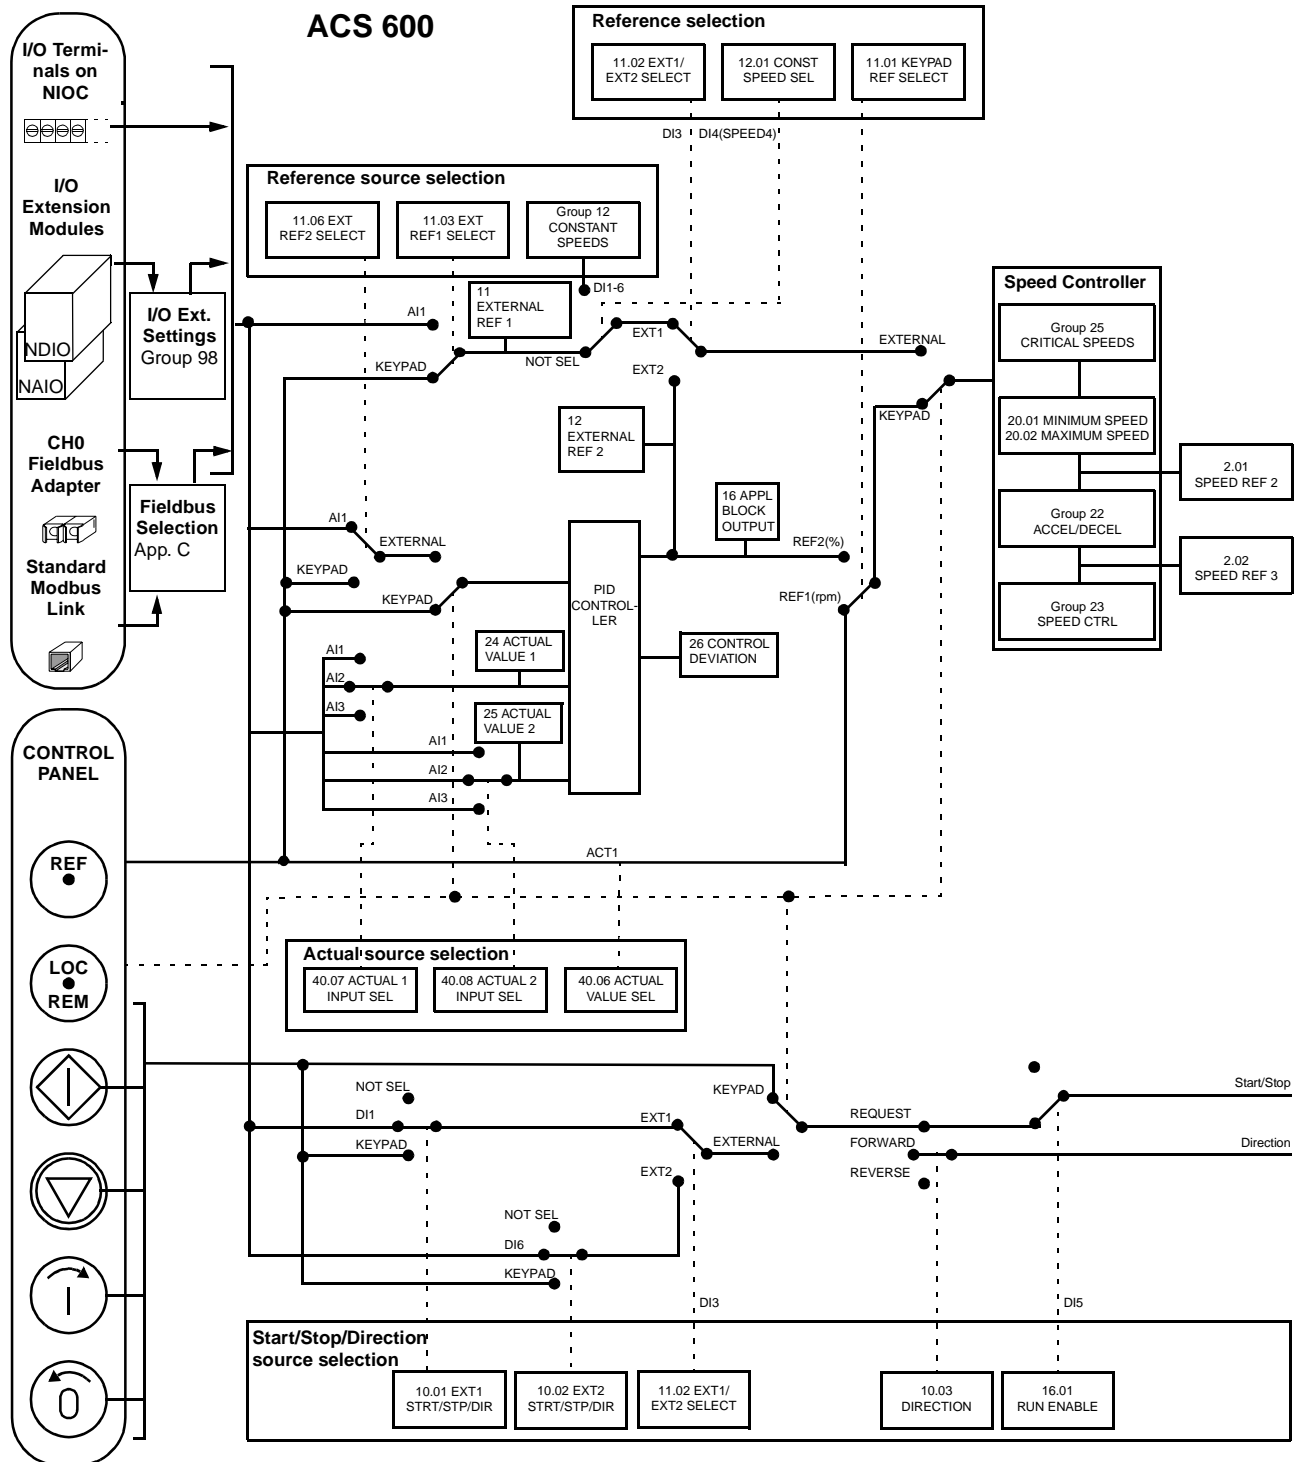 ACS 600
I/O Termi-
nals on
NIOC
I/O
Extension
Modules
NDIO
NAIO
I/O Ext.
Settings
Group 98
CH0
Fieldbus
Adapter
Fieldbus
Selection
App. C
Standard
Modbus
Link
Reference selection
11.02 EXT1/
EXT2 SELECT
12.01 CONST
SPEED SEL
11.01 KEYPAD
REF SELECT
DI3
DI4(SPEED4)
Reference source selection
11.06 EXT
REF2 SELECT
11.03 EXT
REF1 SELECT
Group 12
CONSTANT
SPEEDS
DI1-6
11
EXTERNAL
REF 1
AI1
KEYPAD
NOT SEL
EXT1
EXT2
EXTERNAL
KEYPAD
12
EXTERNAL
REF 2
16 APPL
BLOCK
OUTPUT
AI1
EXTERNAL
KEYPAD
KEYPAD
PID
CONTROL-
LER
REF2(%)
REF1(rpm)
24 ACTUAL
VALUE 1
26 CONTROL
DEVIATION
AI1
AI2
AI3
25 ACTUAL
VALUE 2
AI1
AI2
AI3
ACT1
Speed Controller
Group 25
CRITICAL SPEEDS
20.01 MINIMUM SPEED
20.02 MAXIMUM SPEED
2.01
SPEED REF 2
Group 22
ACCEL/DECEL
2.02
SPEED REF 3
Group 23
SPEED CTRL
CONTROL
PANEL
REF
LOC
REM
Actual source selection
40.07 ACTUAL 1
INPUT SEL
40.08 ACTUAL 2
INPUT SEL
40.06 ACTUAL
VALUE SEL
NOT SEL
DI1
KEYPAD
EXT1
EXT2
KEYPAD
EXTERNAL
REQUEST
FORWARD
REVERSE
Start/Stop
Direction
NOT SEL
DI6
KEYPAD
DI3
DI5
Start/Stop/Direction
source selection
10.01 EXT1
STRT/STP/DIR
10.02 EXT2
STRT/STP/DIR
11.02 EXT1/
EXT2 SELECT
10.03
DIRECTION
16.01
RUN ENABLE